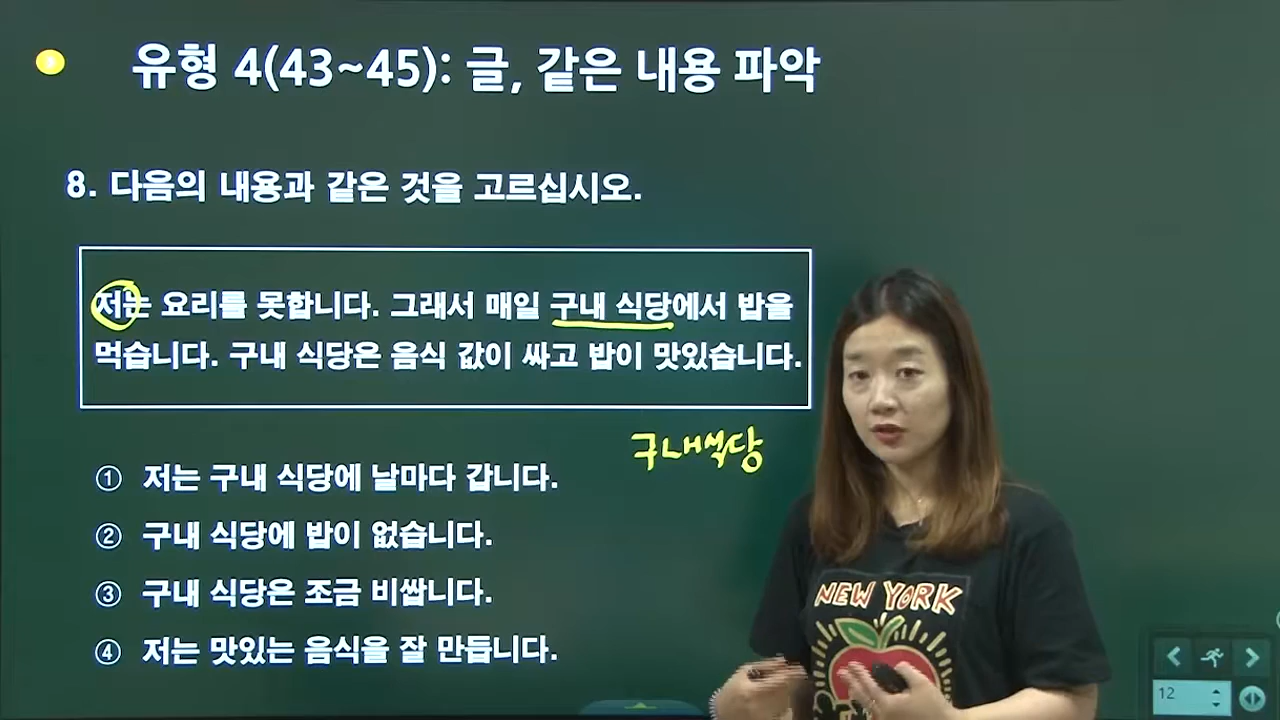 유형 4(43~45): 글, 같은 내용 파악
8. 다음의 내용과 같은 것을 고르십시오.
저는 요리를 못합니다. 그래서 매일 구내 식당에서 밥을
먹습니다. 구내 식당은 음식 값이 싸고 밥이 맛있습니다.
구내식당
① 저는 구내 식당에 날마다 갑니다.
② 구내 식당에 밥이 없습니다.
③ 구내 식당은 조금 비쌉니다.
④ 저는 맛있는 음식을 잘 만듭니다.
NEW YORK
12